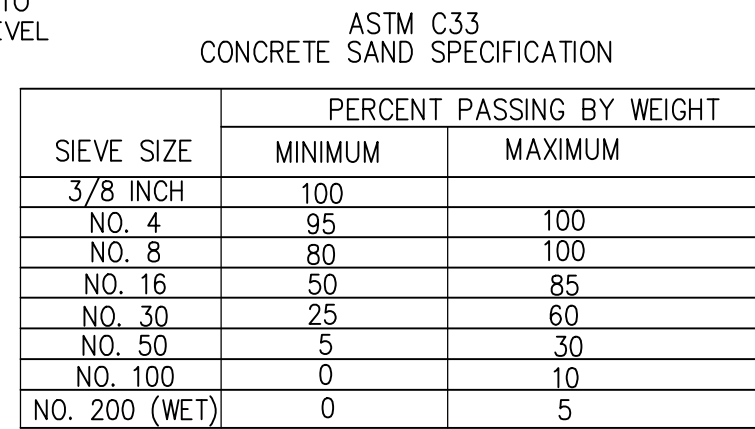 TO
EVEL
ASTM C33
CONCRETE SAND SPECIFICATION
PERCENT PASSING BY WEIGHT
SIEVE SIZE MINIMUM MAXIMUM
3/8 INCH 100
NO. 4 95 100
NO. 8 80 100
NO. 16 50 85
NO. 30 25 60
NO. 50 5 30
NO. 100 0 10
NO. 200 (WET) 0 5